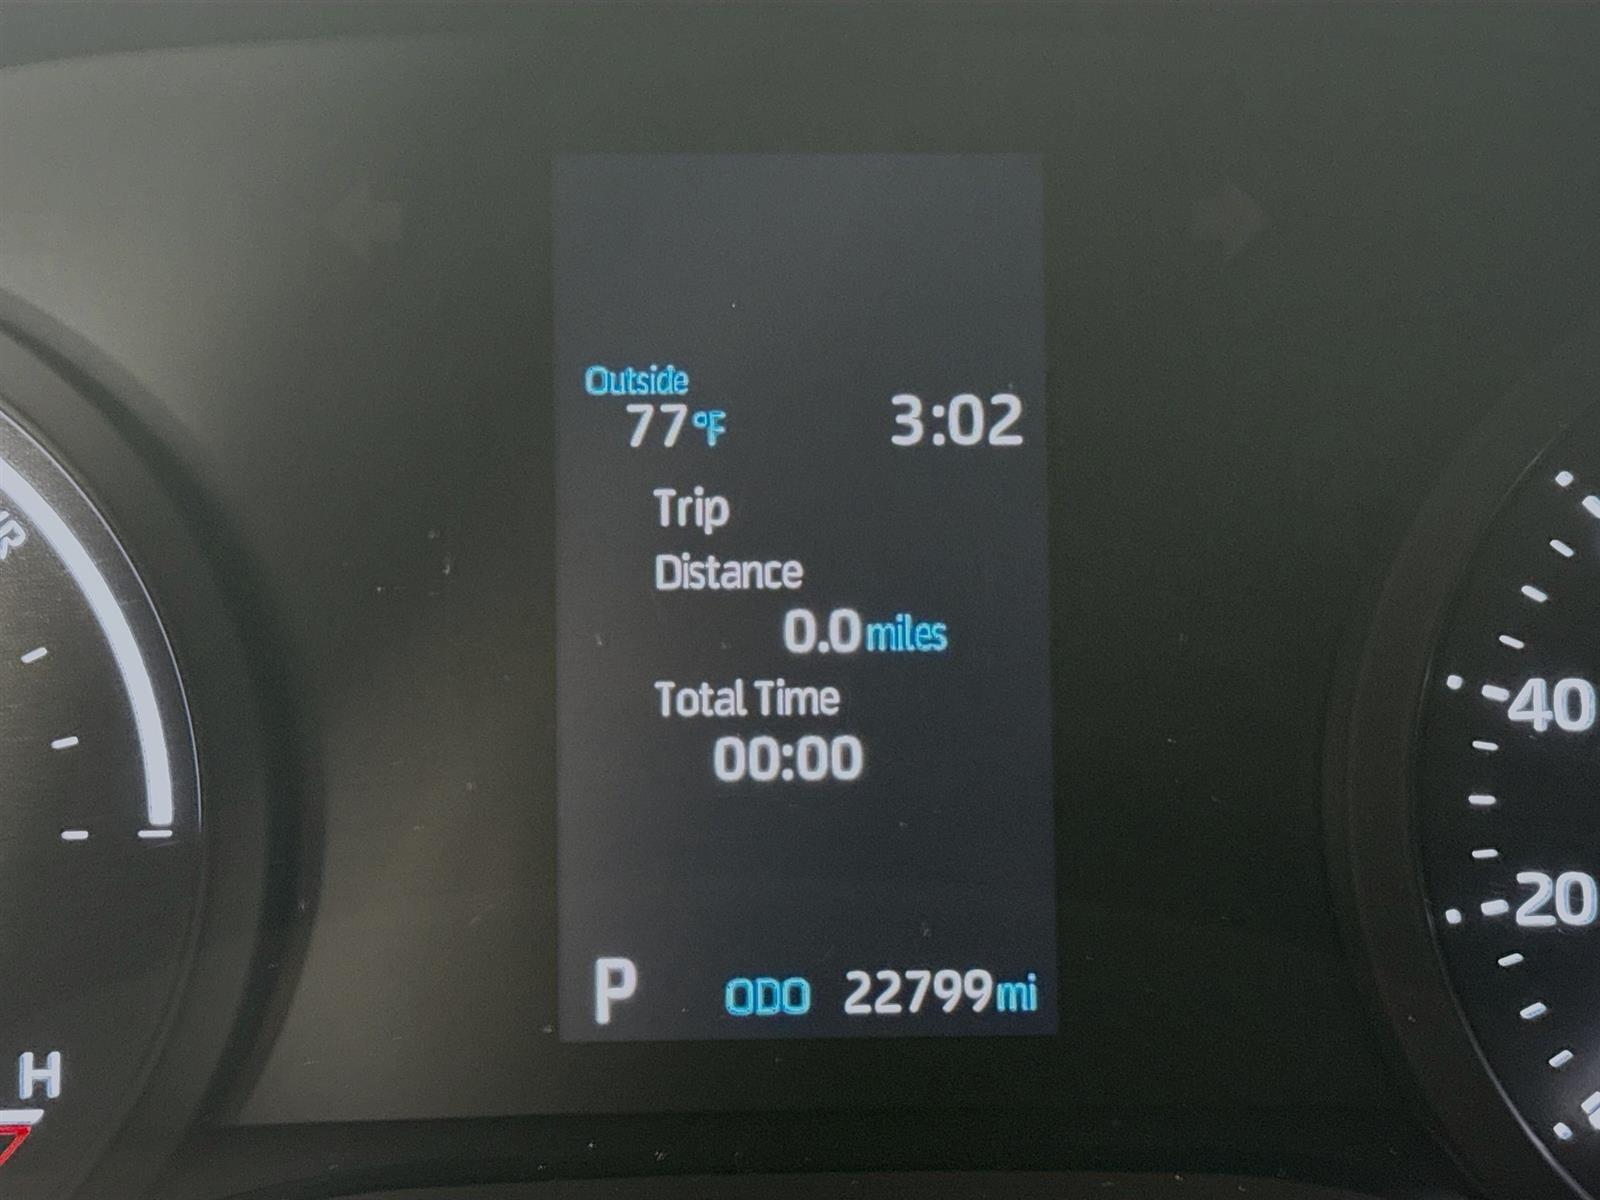 Outside
77°F 3:02
Trip
Distance
0.0 miles
Total Time
00:00
P ODO 22799mi
H
40
20